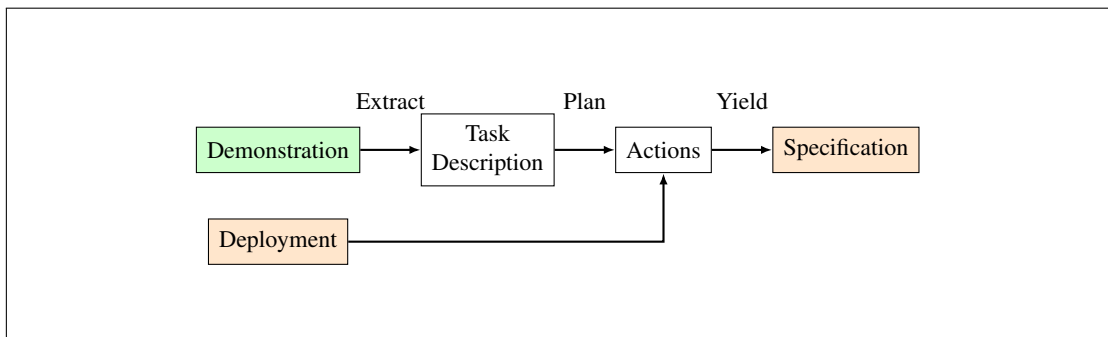 Extract
Plan
Yield
Demonstration
Task
Description
Actions
Specification
Deployment